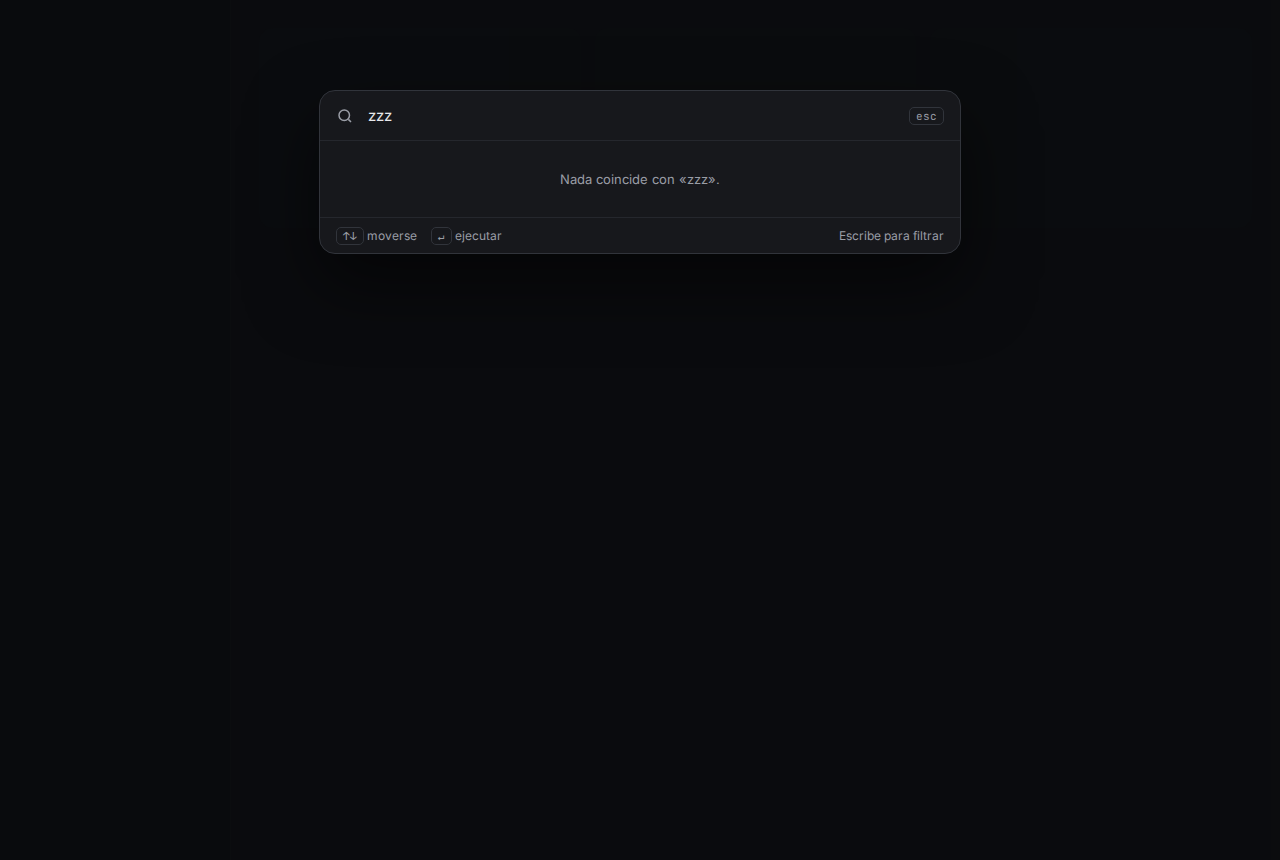 zzz esc
Nada coincide con «zzz».
↑↓ moverse ↵ ejecutar Escribe para filtrar